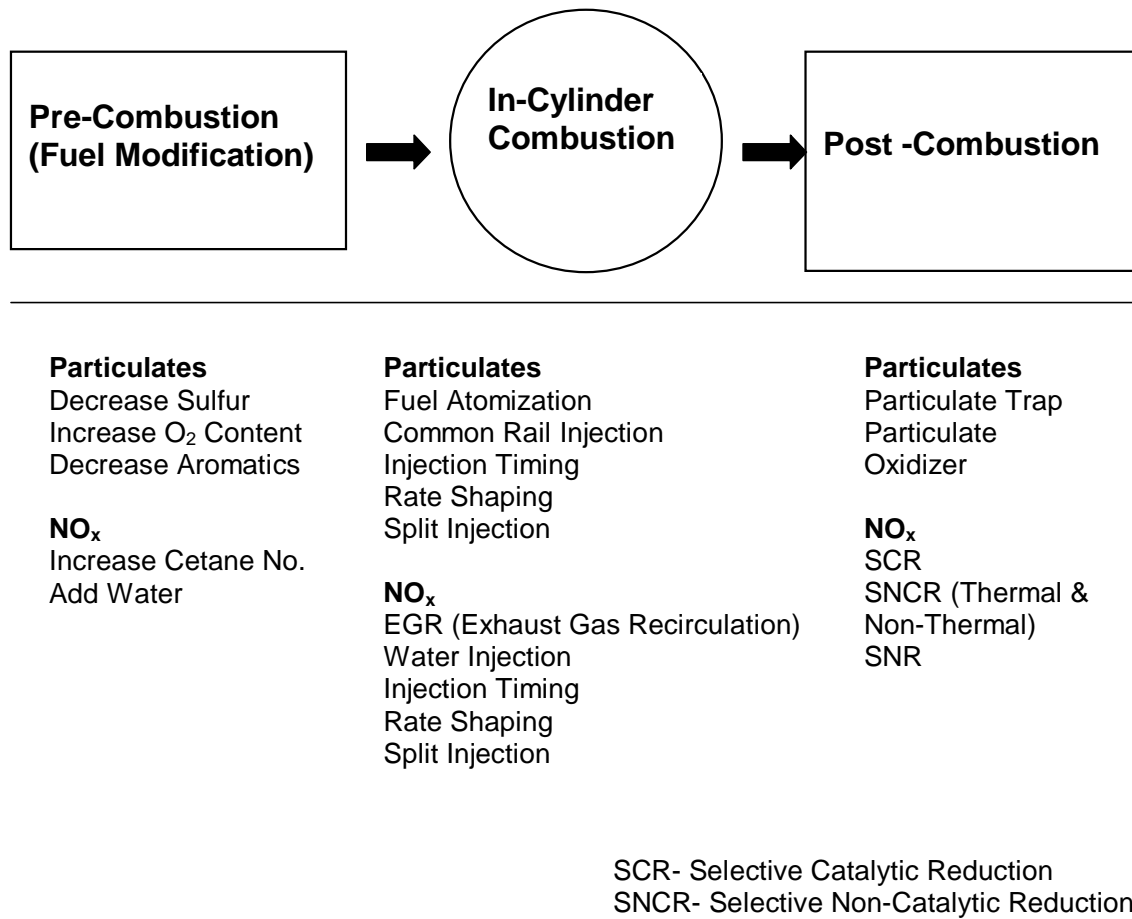 Pre-Combustion
(Fuel Modification)
In-Cylinder
Combustion
Post -Combustion
Particulates
Decrease Sulfur
Increase O₂ Content
Decrease Aromatics
NOₓ
Increase Cetane No.
Add Water
Particulates
Fuel Atomization
Common Rail Injection
Injection Timing
Rate Shaping
Split Injection
NOₓ
EGR (Exhaust Gas Recirculation)
Water Injection
Injection Timing
Rate Shaping
Split Injection
Particulates
Particulate Trap
Particulate
Oxidizer
NOₓ
SCR
SNCR (Thermal &
Non-Thermal)
SNR
SCR- Selective Catalytic Reduction
SNCR- Selective Non-Catalytic Reduction